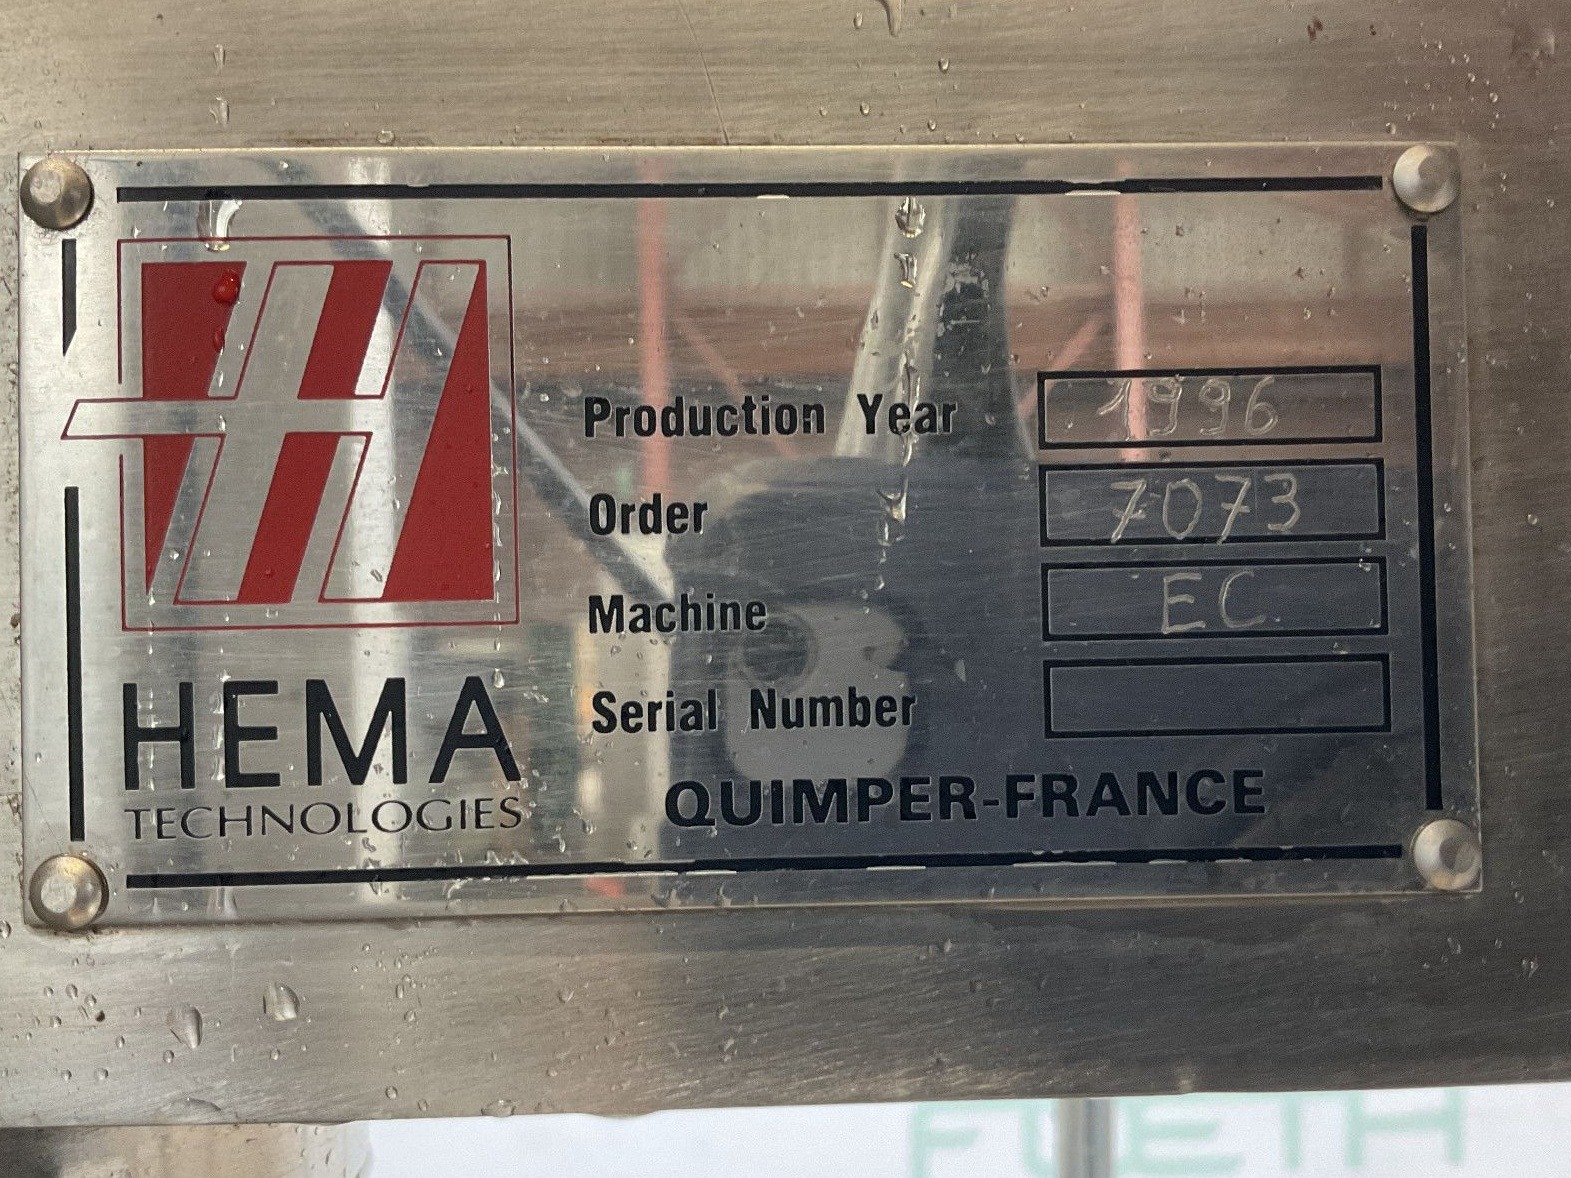 Production Year 1996
Order 7073
Machine EC
Serial Number
HEMA
TECHNOLOGIES
QUIMPER-FRANCE